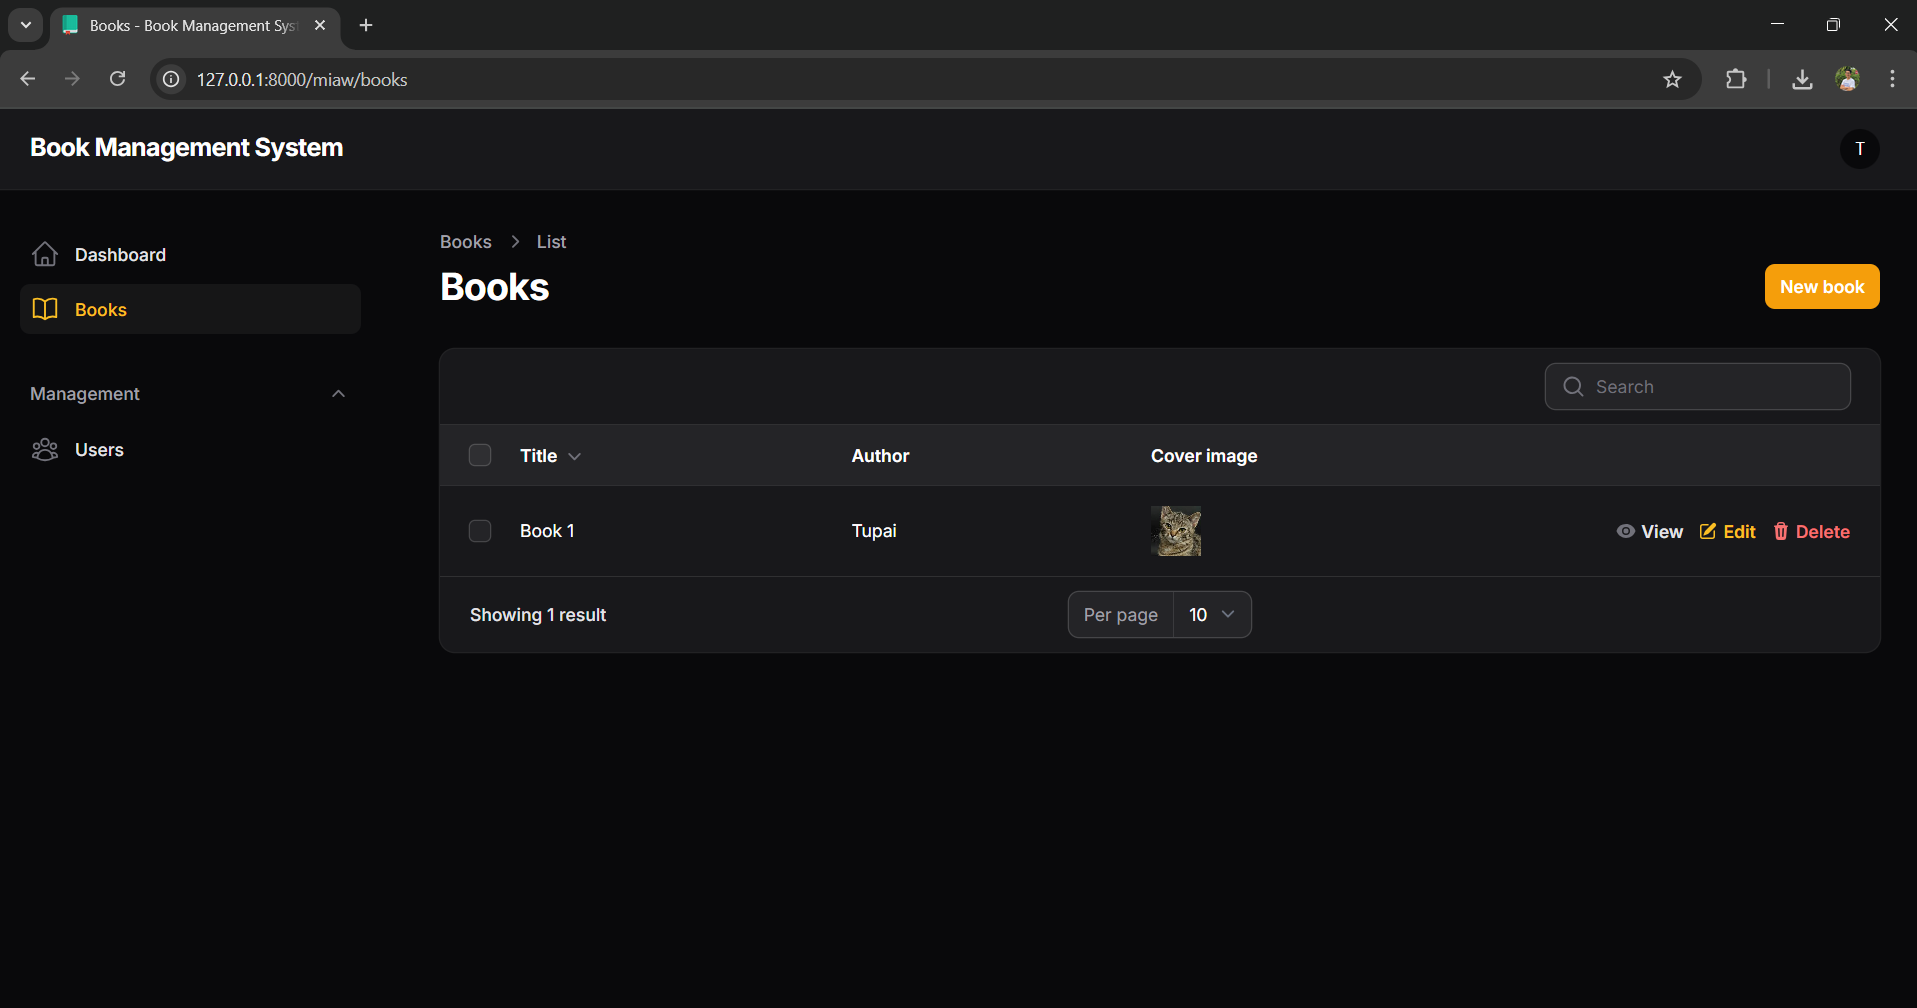 Books - Book Management Sys
127.0.0.1:8000/miaw/books
Book Management System
T
Dashboard
Books
Management
Users
Books > List
Books
New book
Search
Title Author Cover image
Book 1 Tupai View Edit Delete
Showing 1 result Per page 10